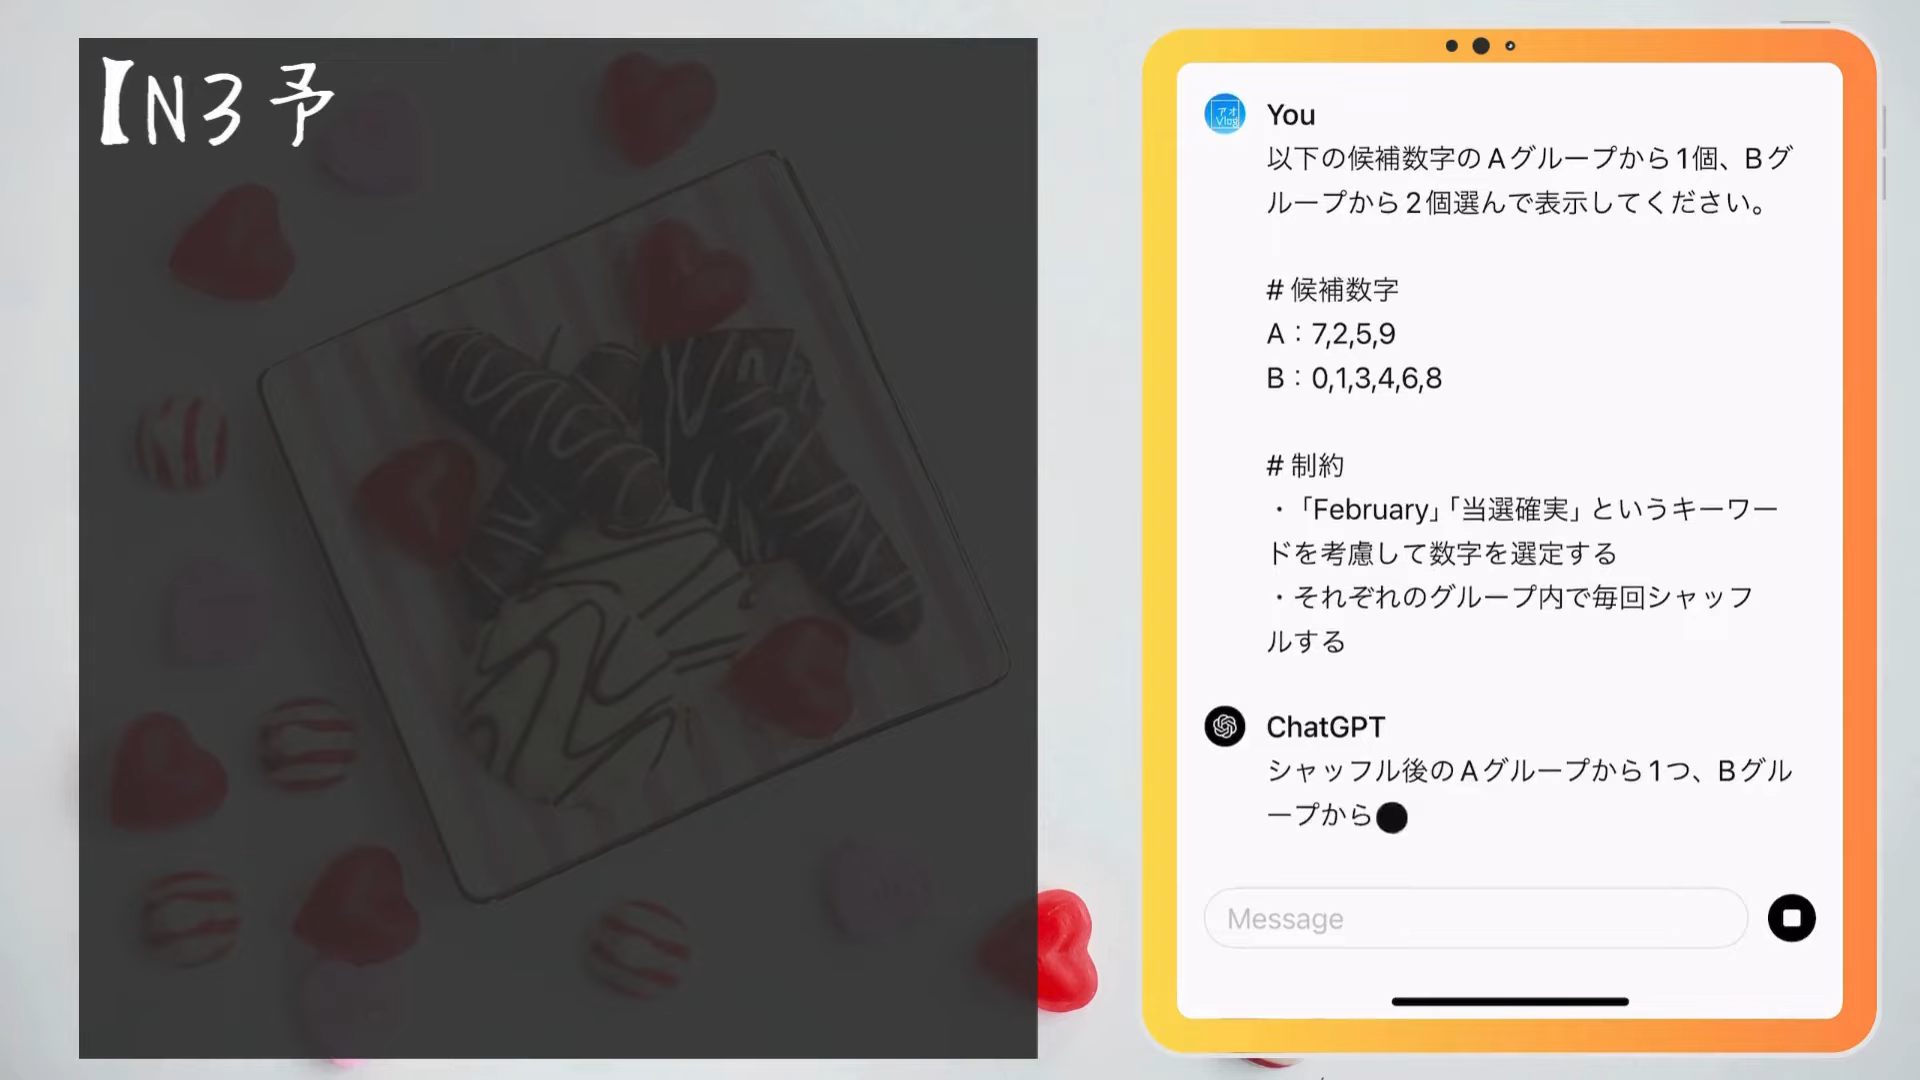 【N3予
アオ
Vlog
You
以下の候補数字のAグループから1個、Bグ
ループから2個選んで表示してください。
# 候補数字
A：7,2,5,9
B：0,1,3,4,6,8
# 制約
・「February」「当選確実」というキーワー
ドを考慮して数字を選定する
・それぞれのグループ内で毎回シャッフ
ルする
ChatGPT
シャッフル後のAグループから1つ、Bグル
ープから
Message